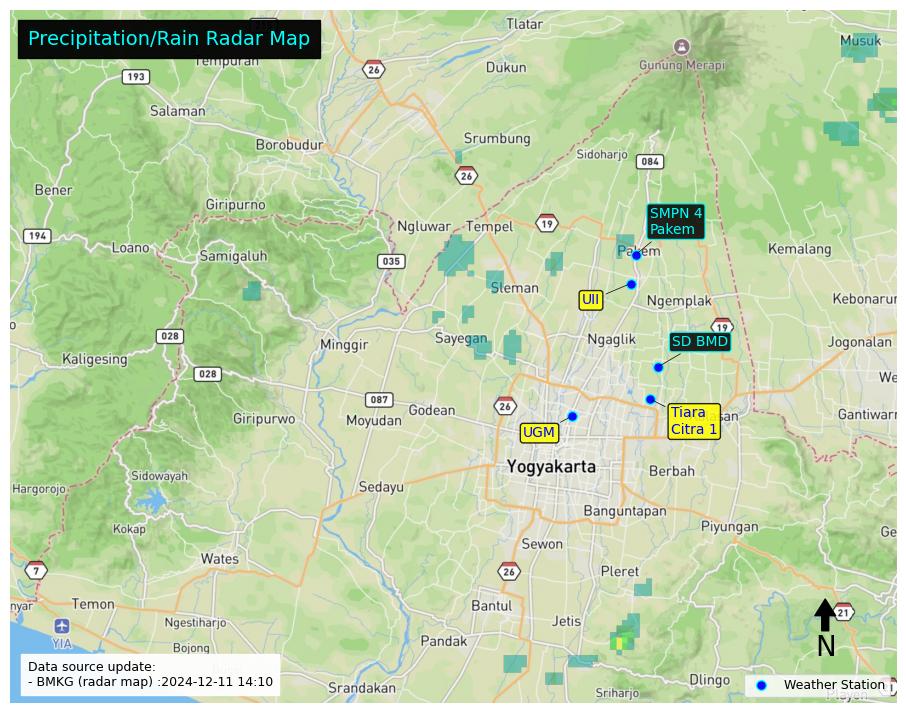 Precipitation/Rain Radar Map
Tlatar
Musuk
Gunung Merapi
Tempuran
26
Dukun
193
Salaman
Borobudur
Srumbung
Sidoharjo
084
26
Bener
Giripurno
SMPN 4
Pakem
194
Loano
Samigaluh
Ngluwar
Tempel
19
Pakem
Kemalang
035
Sleman
UII
Ngemplak
Kebonarum
028
Minggir
Sayegan
Ngaglik
19
SD BMD
Jogonalan
Kaligesing
028
087
Godean
26
Giripurwo
Moyudan
UGM
Tiara
Citra 1
Gantiwarn
Yogyakarta
Berbah
Hargorojo
Sidowayah
Sedayu
Banguntapan
Kokap
Piyungan
Wates
Sewon
7
26
Pleret
nyar
Temon
Bantul
Jetis
21
YIA
Ngestiharjo
Bojong
Pandak
N
Data source update:
- BMKG (radar map) :2024-12-11 14:10
Srandakan
Sriharjo
Dlingo
Weather Station
Playen